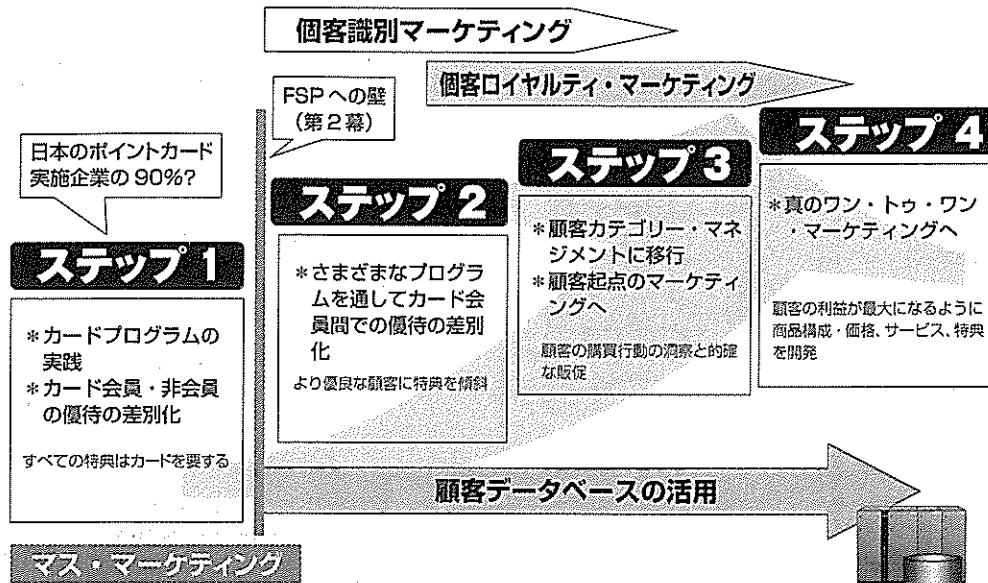 個客識別マーケティング
個客ロイヤルティ・マーケティング
FSPへの壁
（第2幕）
日本のポイントカード
実施企業の90%?
ステップ 1
＊カードプログラムの
実践
＊カード会員・非会員
の優待の差別化
すべての特典はカードを要する
ステップ 2
＊さまざまなプログラ
ムを通してカード会
員間での優待の差別
化
より優良な顧客に特典を傾斜
ステップ 3
＊顧客カテゴリー・マネ
ジメントに移行
＊顧客起点のマーケティ
ングへ
顧客の購買行動の洞察と的確
な販促
ステップ 4
＊真のワン・トゥ・ワン
・マーケティングへ
顧客の利益が最大になるように
商品構成・価格、サービス、特典
を開発
顧客データベースの活用
マス・マーケティング